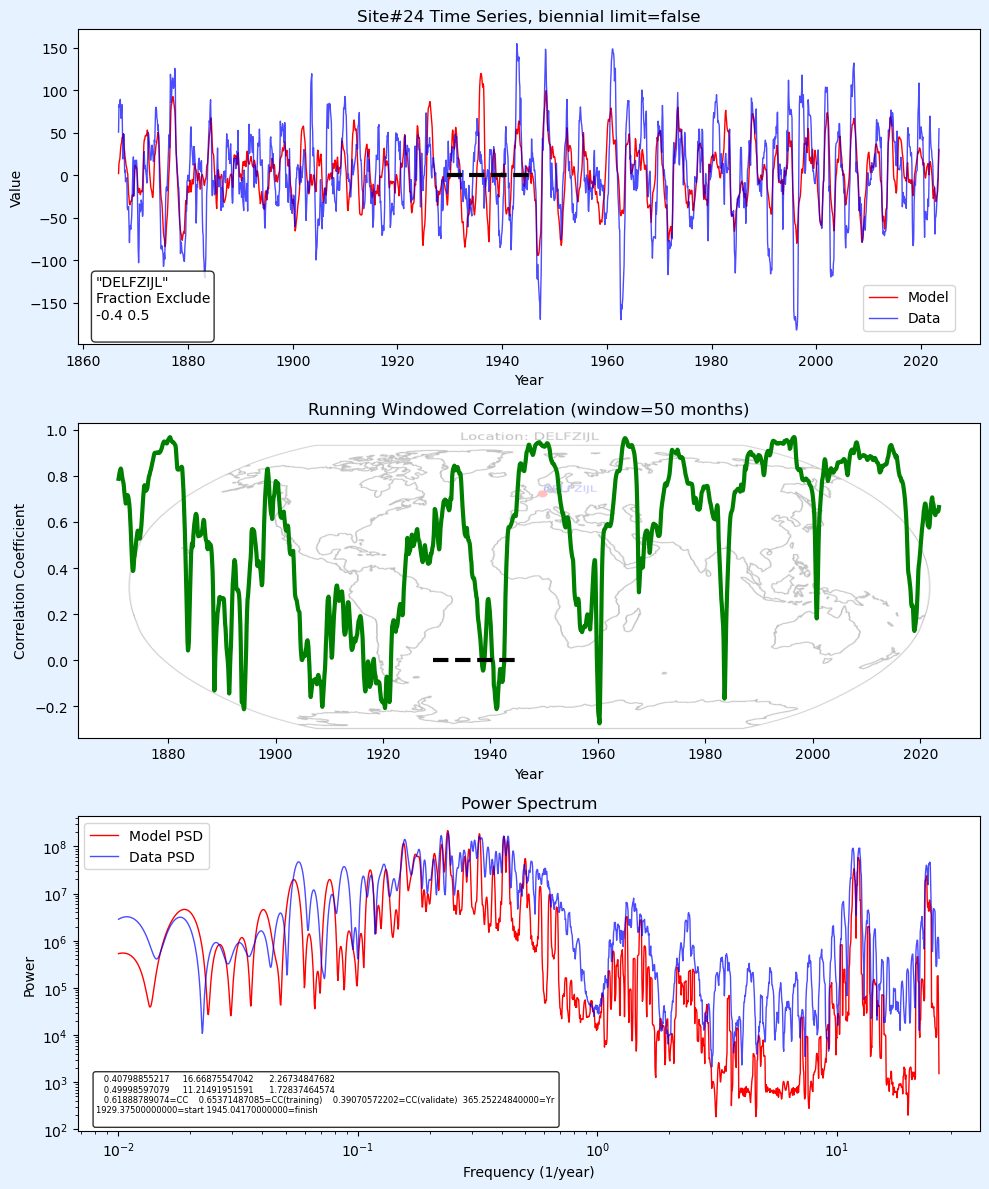 Site#24 Time Series, biennial limit=false
150
100
50
0
−50
−100
−150
Value
"DELFZIJL"
Fraction Exclude
-0.4 0.5
Model
Data
1860 1880 1900 1920 1940 1960 1980 2000 2020
Year
Running Windowed Correlation (window=50 months)
Location: DELFZIJL
DELFZIJL
1.0
0.8
0.6
0.4
0.2
0.0
−0.2
Correlation Coefficient
1880 1900 1920 1940 1960 1980 2000 2020
Year
Power Spectrum
Model PSD
Data PSD
10^8
10^7
10^6
10^5
10^4
10^3
10^2
Power
0.40798855217 16.66875547042 2.26734847682
0.49998597079 11.21491951591 1.72837464574
0.61888789074=CC 0.65371487085=CC(training) 0.39070572202=CC(validate) 365.25224840000=Yr
1929.37500000000=start 1945.04170000000=finish
10^−2 10^−1 10^0 10^1
Frequency (1/year)